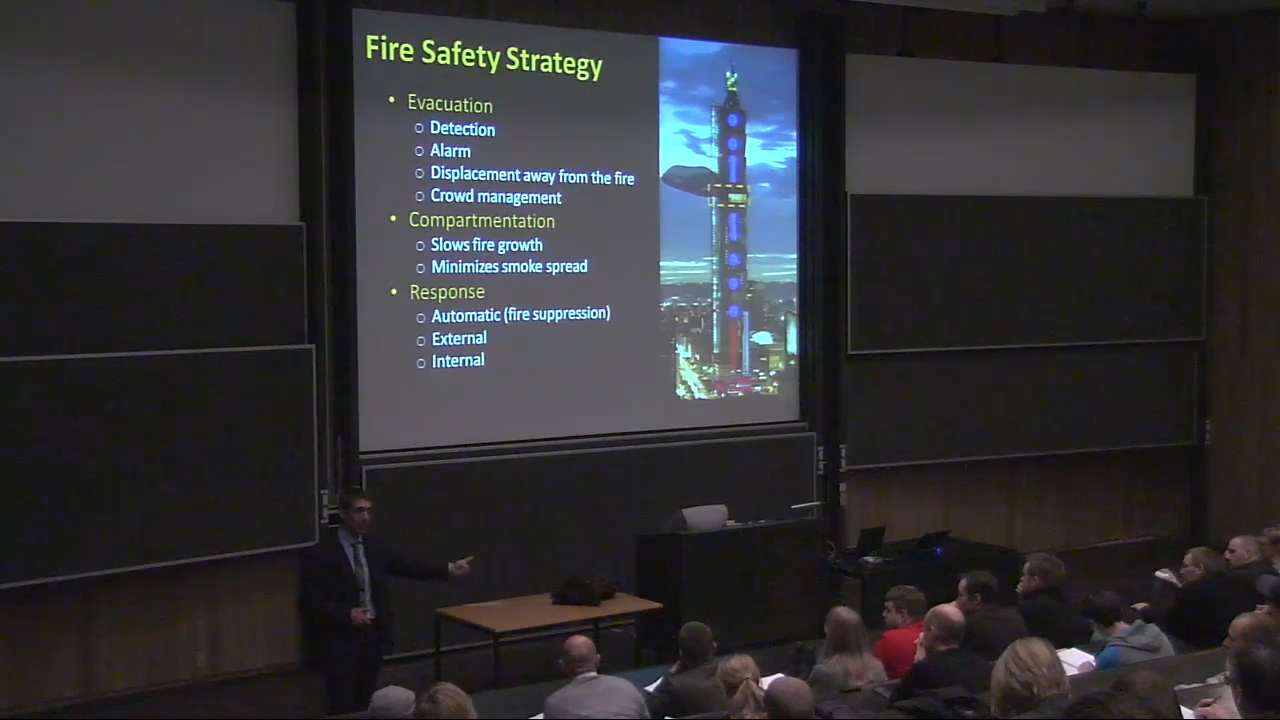 Fire Safety Strategy
• Evacuation
○ Detection
○ Alarm
○ Displacement away from the fire
○ Crowd management
• Compartmentation
○ Slows fire growth
○ Minimizes smoke spread
• Response
○ Automatic (fire suppression)
○ External
○ Internal